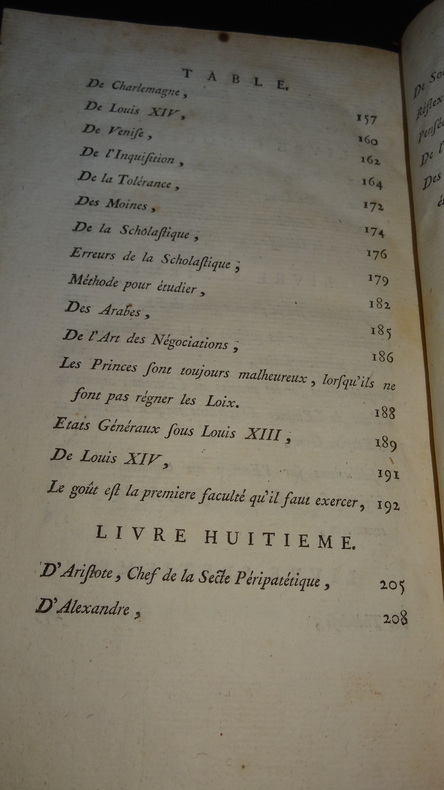 TABLE.
De Charlemagne, 157
De Louis XIV, 160
De Veniſe, 162
De l'Inquiſition, 164
De la Tolérance, 172
Des Moines, 174
De la Scholaſtique, 176
Erreurs de la Scholaſtique; 179
Méthode pour étudier, 182
Des Arabes, 185
De l'Art des Négociations; 186
Les Princes ſont toujours malheureux, lorſqu'ils ne
font pas régner les Loix. 188
Etats Généraux ſous Louis XIII, 189
De Louis XIV, 191
Le goût eſt la premiere faculté qu'il faut exercer, 192
LIVRE HUITIEME.
D'Ariſtote, Chef de la Secte Péripatétique, 205
D'Alexandre, 208
De
De l'
Des